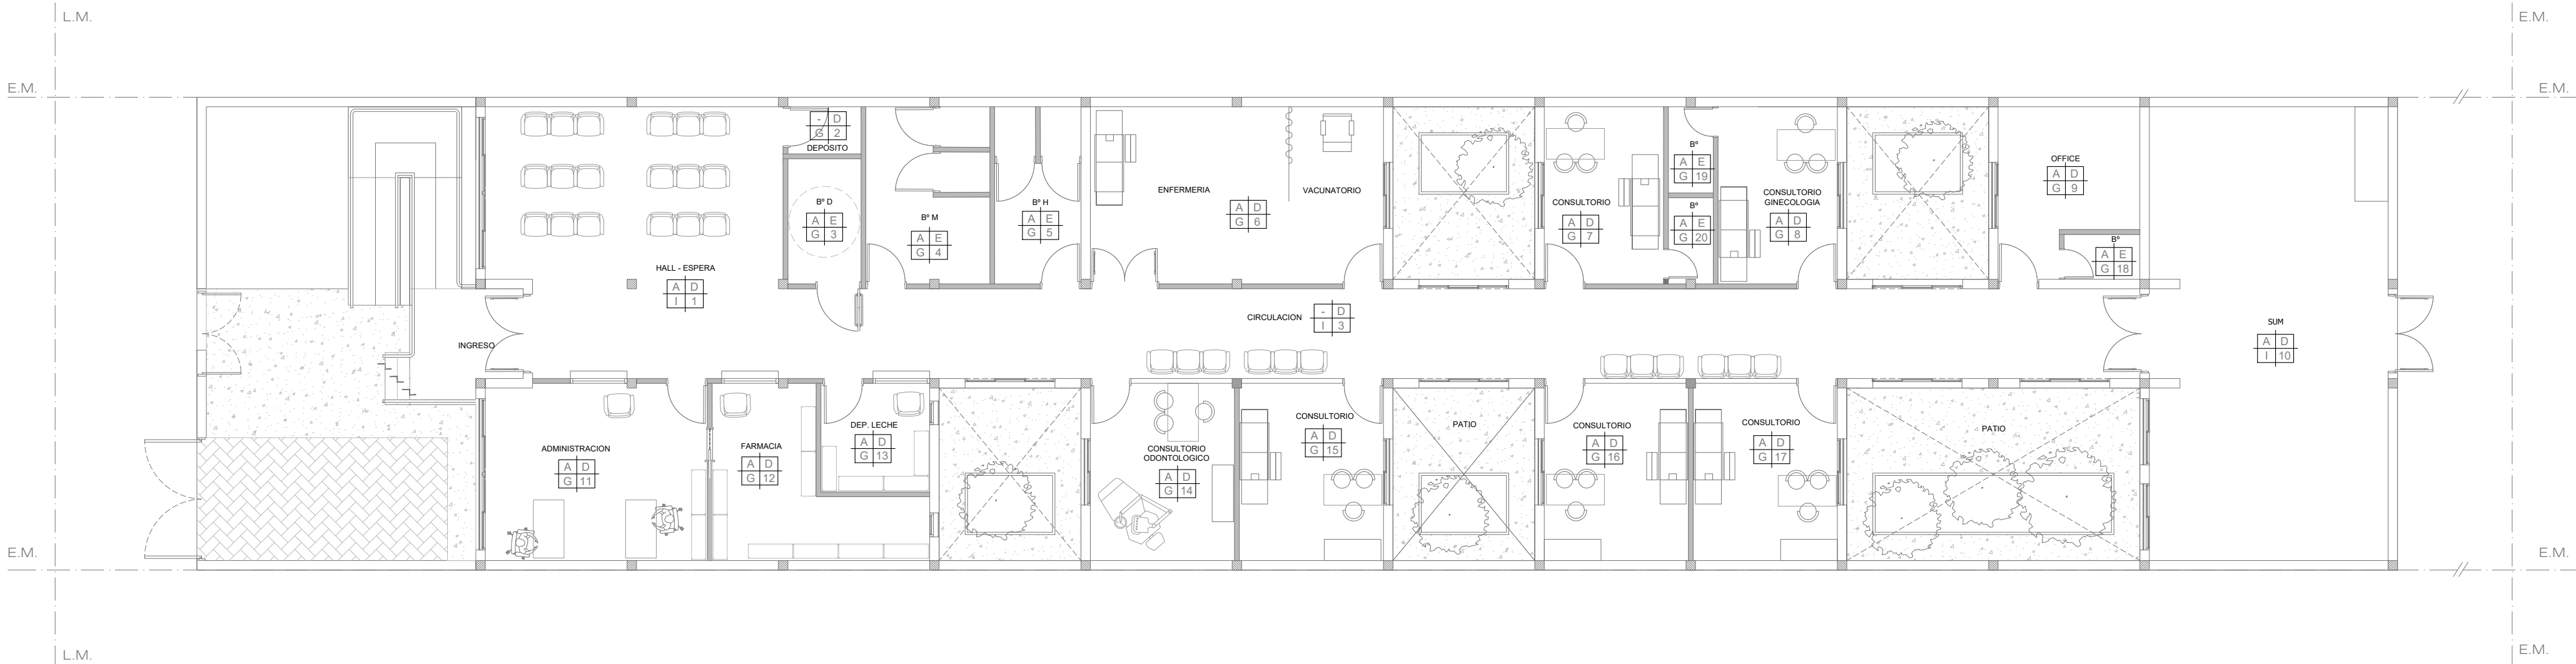 L.M.
E.M.
E.M.
E.M.
- D
G 2
DEPOSITO
Bº D
A E
G 3
Bº M
A E
G 4
Bº H
A E
G 5
ENFERMERIA
A D
G 6
VACUNATORIO
CONSULTORIO
A D
G 7
Bº
A E
G 19
Bº
A E
G 20
CONSULTORIO
GINECOLOGIA
A D
G 8
OFFICE
A D
G 9
Bº
A E
G 18
HALL - ESPERA
A D
I 1
INGRESO
CIRCULACION
- D
I 3
SUM
A D
I 10
ADMINISTRACION
A D
G 11
FARMACIA
A D
G 12
DEP. LECHE
A D
G 13
CONSULTORIO
ODONTOLOGICO
A D
G 14
CONSULTORIO
A D
G 15
PATIO
CONSULTORIO
A D
G 16
CONSULTORIO
A D
G 17
PATIO
E.M.
E.M.
L.M.
E.M.